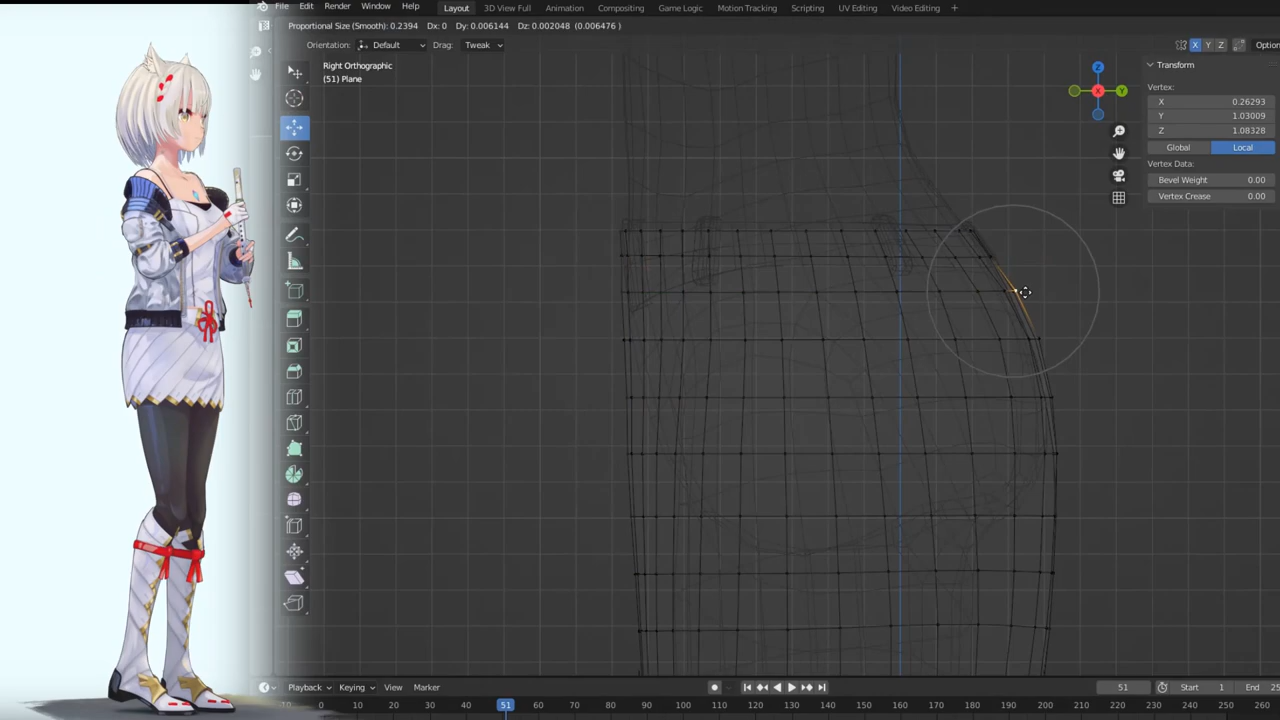 File Edit Render Window Help Layout 3D View Full Animation Compositing Game Logic Motion Tracking Scripting UV Editing Video Editing +
Proportional Size (Smooth): 0.2394 Dx: 0 Dy: 0.006144 Dz: 0.002048 (0.006476 )
Orientation: Default Drag: Tweak X Y Z
Right Orthographic
(51) Plane
Z
Y
X
Transform
Vertex:
X 0.26293
Y 1.03009
Z 1.08328
Global Local
Vertex Data:
Bevel Weight 0.00
Vertex Crease 0.00
Playback Keying View Marker 51 Start 1 End
0 10 20 30 40 51 60 70 80 90 100 110 120 130 140 150 160 170 180 190 200 210 220 230 240 250 260